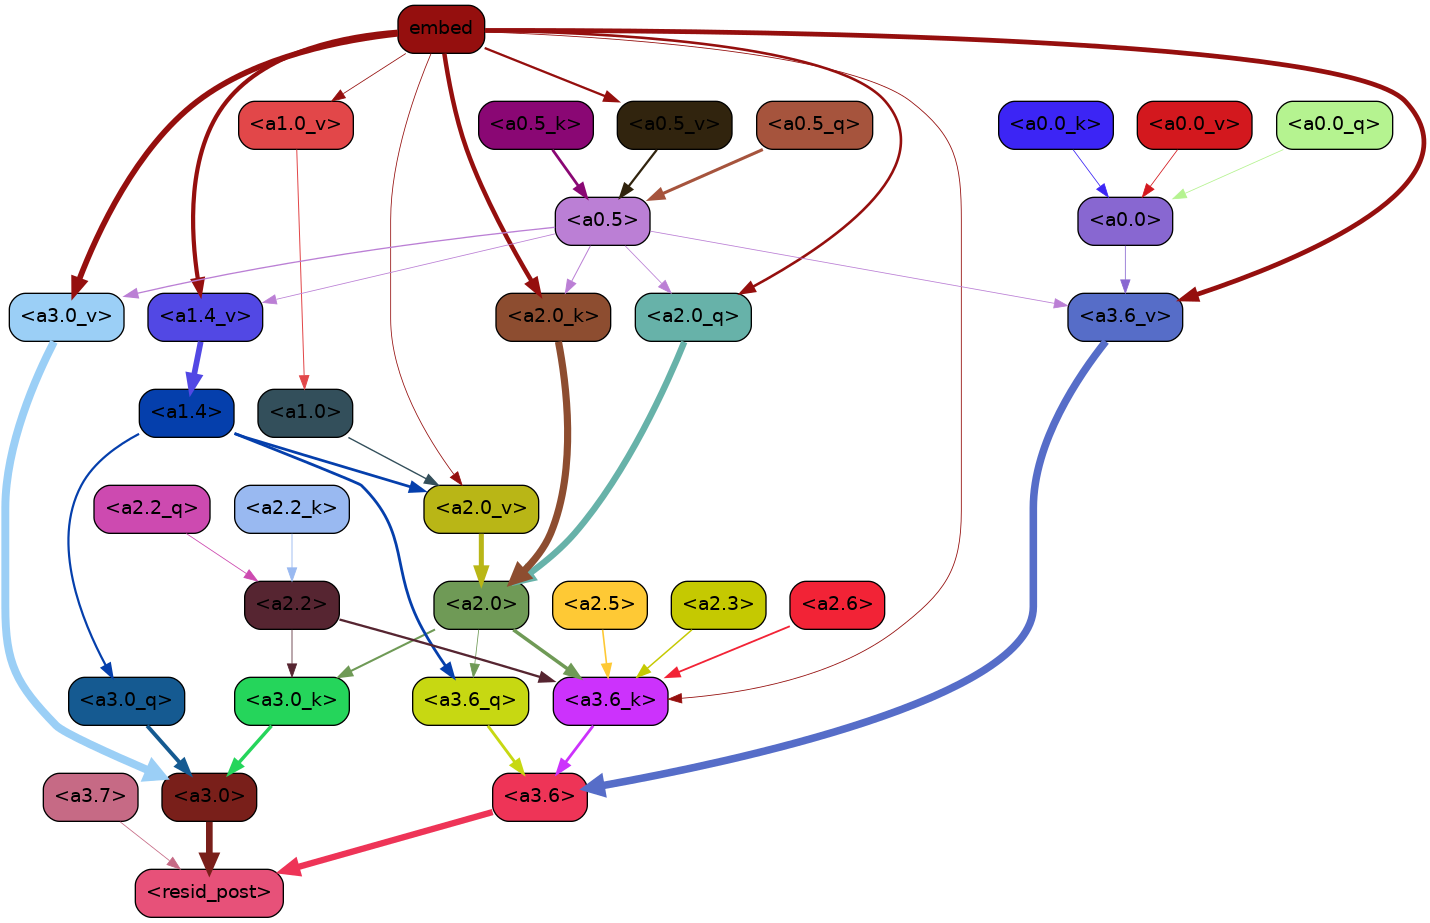 embed
<a1.0_v>
<a0.5_k>
<a0.5_v>
<a0.5_q>
<a0.0_k>
<a0.0_v>
<a0.0_q>
<a0.5>
<a0.0>
<a3.0_v>
<a1.4_v>
<a2.0_k>
<a2.0_q>
<a3.6_v>
<a1.4>
<a1.0>
<a2.2_q>
<a2.2_k>
<a2.0_v>
<a2.2>
<a2.0>
<a2.5>
<a2.3>
<a2.6>
<a3.0_q>
<a3.0_k>
<a3.6_q>
<a3.6_k>
<a3.7>
<a3.0>
<a3.6>
<resid_post>